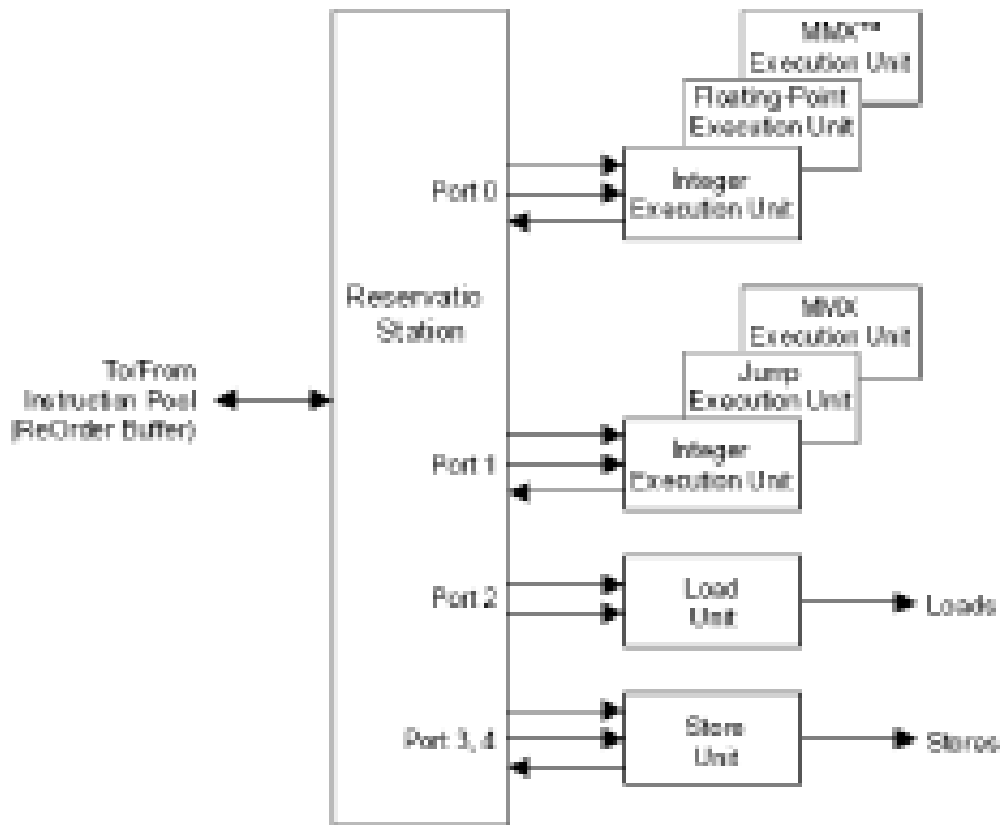 MMX™
Execution Unit
Floating-Point
Execution Unit
Integer
Execution Unit
Port 0
Reservatio
Station
MMX
Execution Unit
Jump
Execution Unit
Integer
Execution Unit
To/From
Instruction Pool
(ReOrder Buffer)
Port 1
Port 2
Load
Unit
Loads
Port 3, 4
Store
Unit
Stores